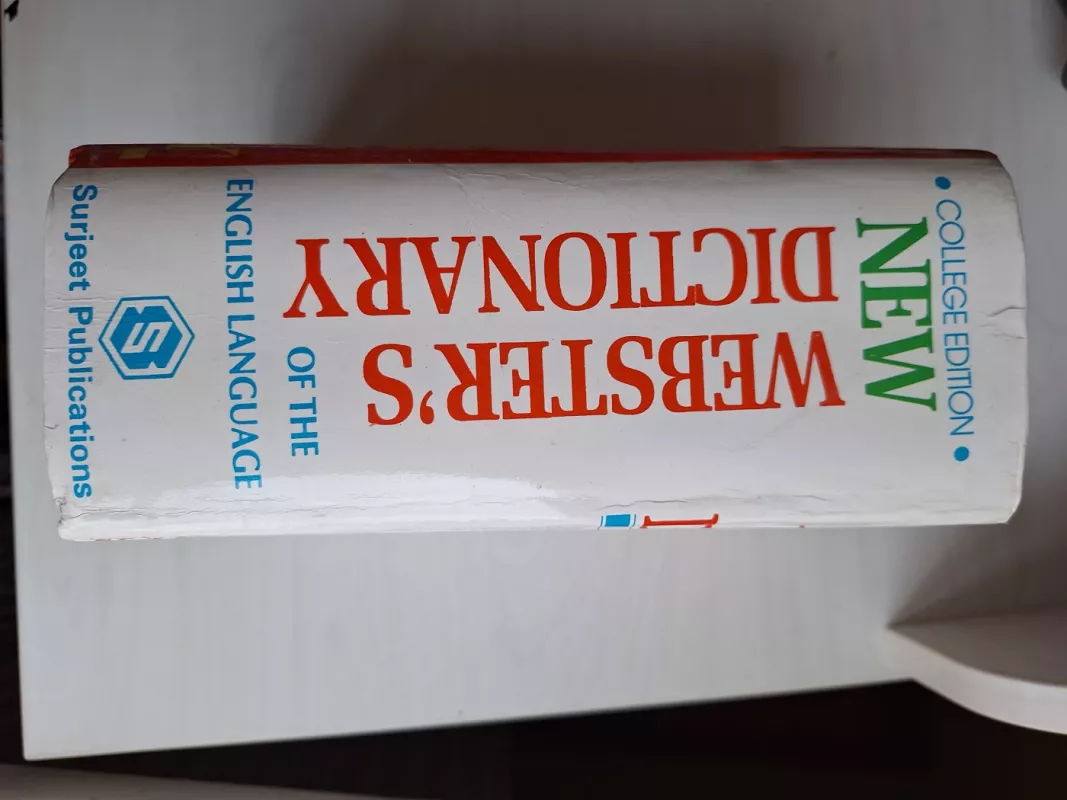 • COLLEGE EDITION •
NEW
WEBSTER'S
DICTIONARY
OF THE
ENGLISH LANGUAGE
S
Surjeet Publications